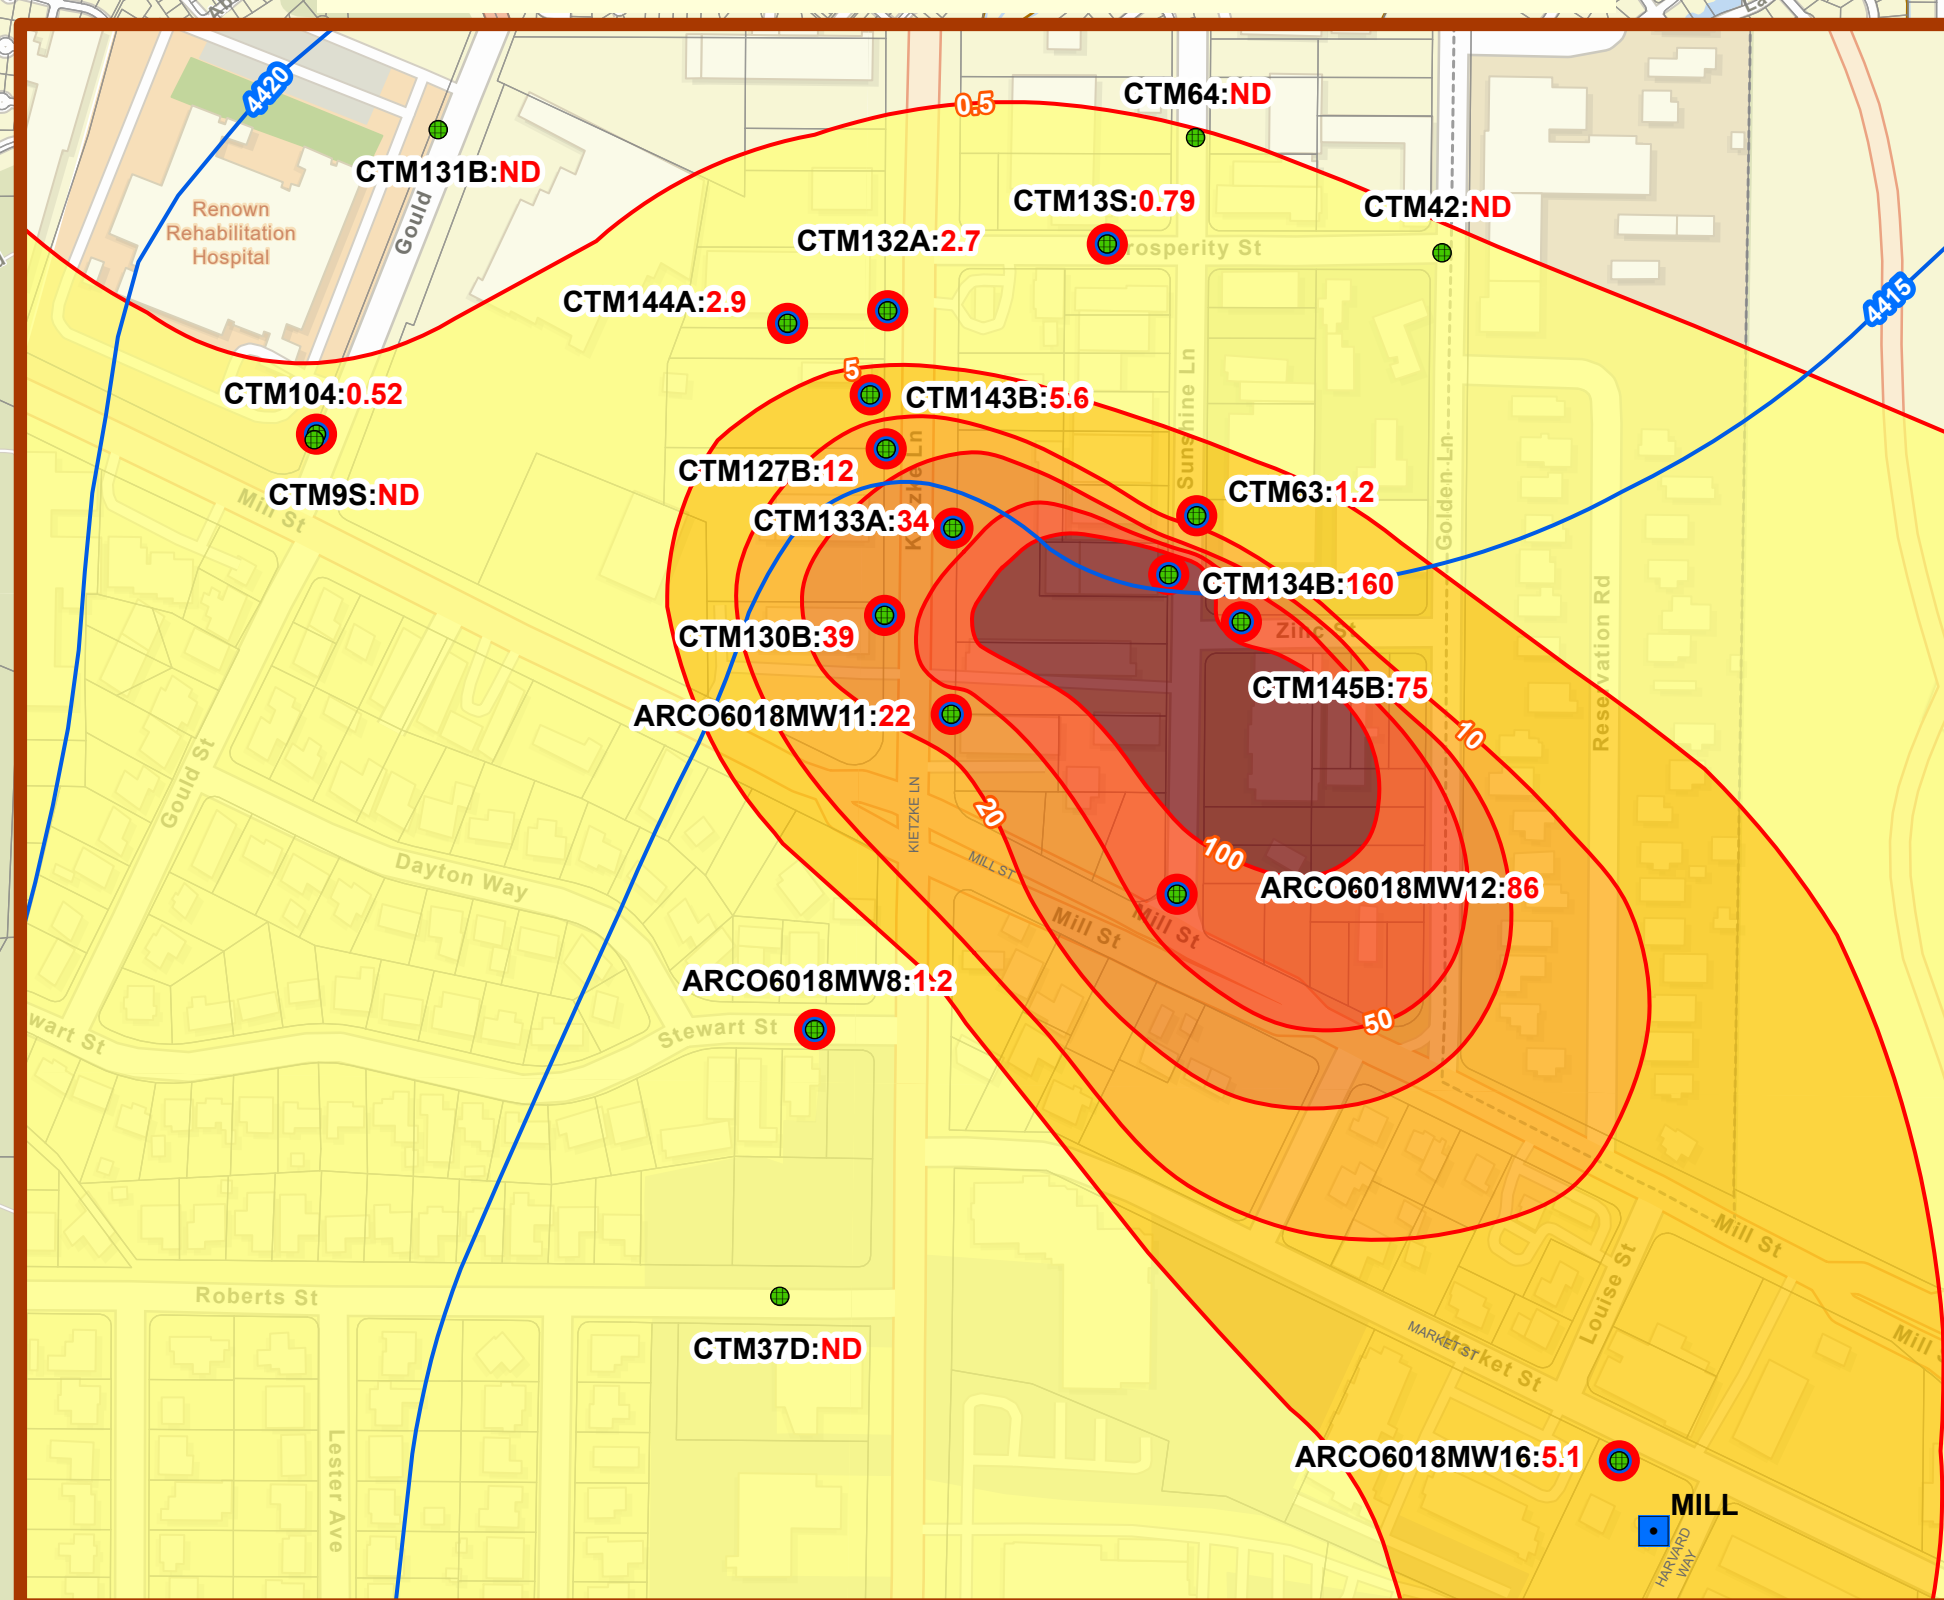 4420
0.5
CTM64:ND
CTM131B:ND
Gould
Renown
Rehabilitation
Hospital
CTM13S:0.79
CTM42:ND
CTM132A:2.7
rosperity St
CTM144A:2.9
4415
5
CTM104:0.52
CTM143B:5.6
Sunshine Ln
Golden Ln
CTM127B:12
CTM9S:ND
Mill St
CTM63:1.2
CTM133A:34
CTM134B:160
Zinc St
CTM130B:39
Reservation Rd
CTM145B:75
ARCO6018MW11:22
10
Gould St
KIETZKE LN
20
MILL ST
100
Dayton Way
ARCO6018MW12:86
Mill St
Mill St
ARCO6018MW8:1.2
50
Stewart St
wart St
Mill St
Roberts St
Louise St
CTM37D:ND
MARKET ST
Market St
Mill S
Lester Ave
ARCO6018MW16:5.1
MILL
HARVARD
WAY